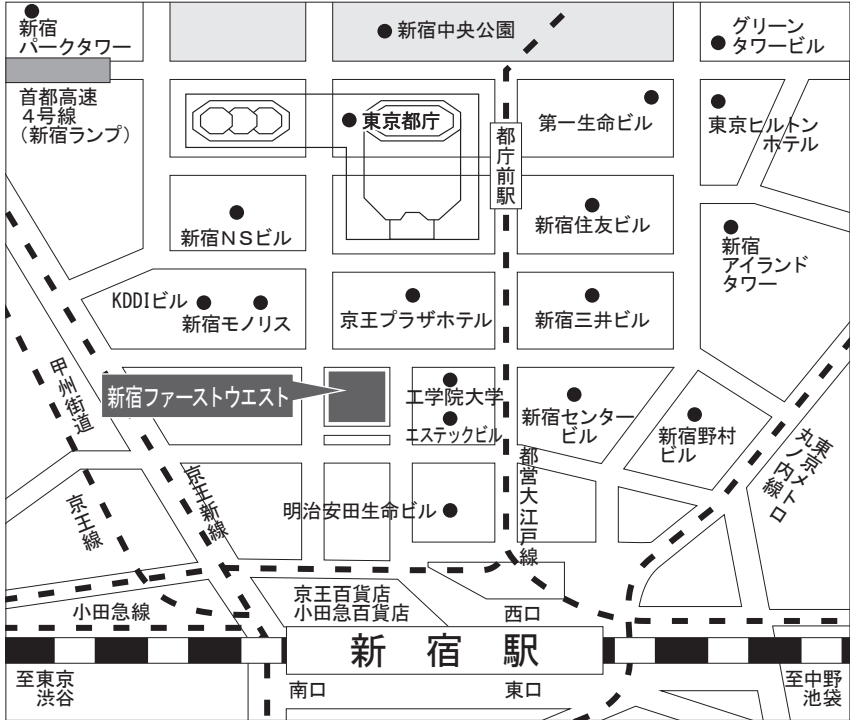 新宿
パークタワー
新宿中央公園
グリーン
タワービル
首都高速
4号線
（新宿ランプ）
東京都庁
都庁前駅
第一生命ビル
東京ヒルトン
ホテル
新宿NSビル
新宿住友ビル
新宿
アイランド
タワー
KDDIビル
新宿モノリス
京王プラザホテル
新宿三井ビル
甲州街道
新宿ファーストウエスト
工学院大学
エステックビル
新宿センター
ビル
新宿野村
ビル
東京メトロ
丸ノ内線
京王線
京王新線
明治安田生命ビル
都営大江戸線
小田急線
京王百貨店
小田急百貨店
西口
新宿駅
至東京
渋谷
南口
東口
至中野
池袋